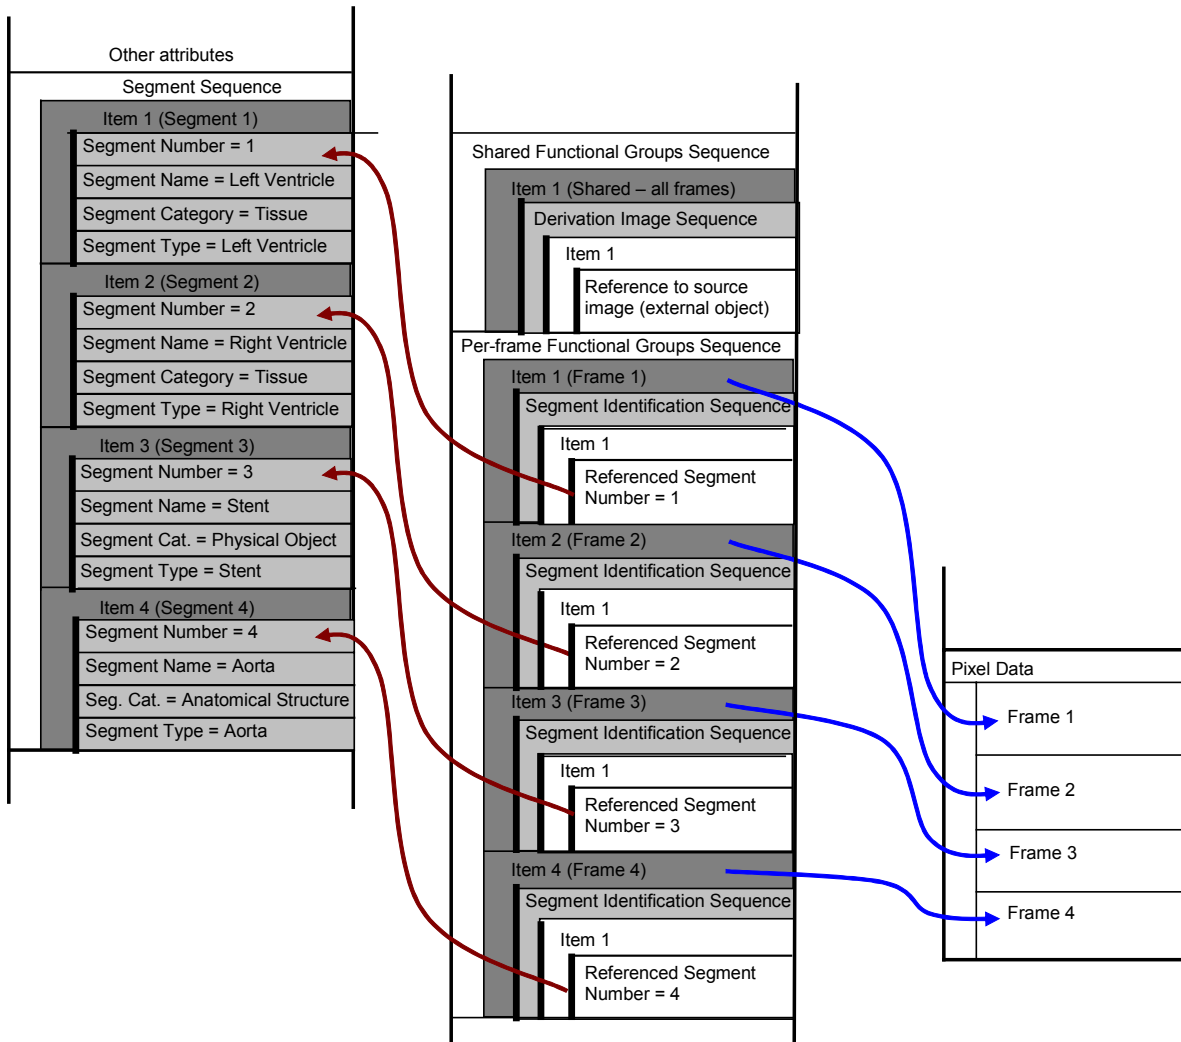 Other attributes
Segment Sequence
Item 1 (Segment 1)
Segment Number = 1
Segment Name = Left Ventricle
Segment Category = Tissue
Segment Type = Left Ventricle
Item 2 (Segment 2)
Segment Number = 2
Segment Name = Right Ventricle
Segment Category = Tissue
Segment Type = Right Ventricle
Item 3 (Segment 3)
Segment Number = 3
Segment Name = Stent
Segment Cat. = Physical Object
Segment Type = Stent
Item 4 (Segment 4)
Segment Number = 4
Segment Name = Aorta
Seg. Cat. = Anatomical Structure
Segment Type = Aorta
Shared Functional Groups Sequence
Item 1 (Shared – all frames)
Derivation Image Sequence
Item 1
Reference to source
image (external object)
Per-frame Functional Groups Sequence
Item 1 (Frame 1)
Segment Identification Sequence
Item 1
Referenced Segment
Number = 1
Item 2 (Frame 2)
Segment Identification Sequence
Item 1
Referenced Segment
Number = 2
Item 3 (Frame 3)
Segment Identification Sequence
Item 1
Referenced Segment
Number = 3
Item 4 (Frame 4)
Segment Identification Sequence
Item 1
Referenced Segment
Number = 4
Pixel Data
Frame 1
Frame 2
Frame 3
Frame 4